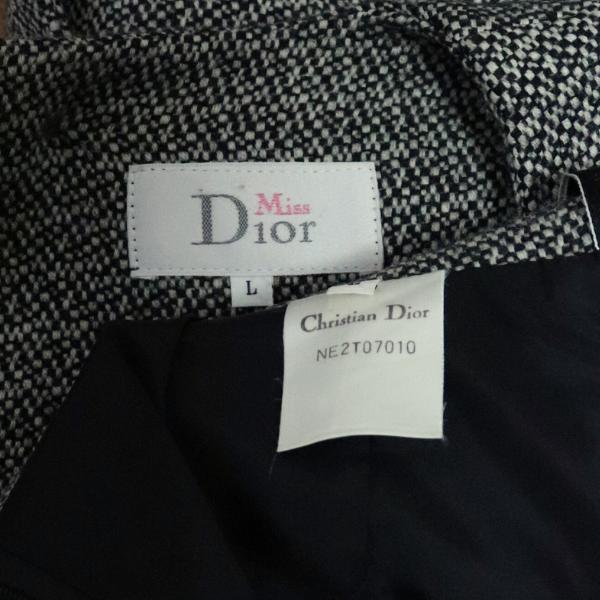 Miss
Dior
L
Christian Dior
NE2T07010